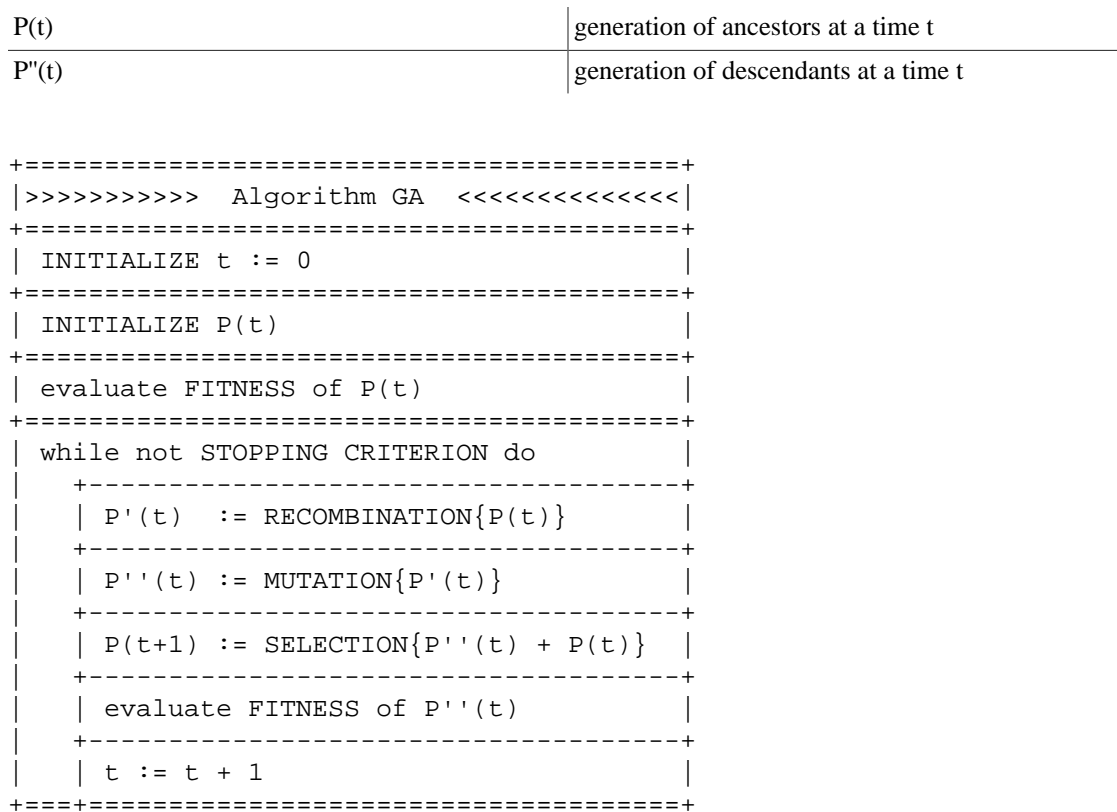 P(t) generation of ancestors at a time t
P''(t) generation of descendants at a time t
+=========================================+
|>>>>>>>>>>>  Algorithm GA  <<<<<<<<<<<<<<|
+=========================================+
| INITIALIZE t := 0                       |
+=========================================+
| INITIALIZE P(t)                         |
+=========================================+
| evaluate FITNESS of P(t)                |
+=========================================+
| while not STOPPING CRITERION do         |
|   +-------------------------------------+
|   | P'(t)  := RECOMBINATION{P(t)}       |
|   +-------------------------------------+
|   | P''(t) := MUTATION{P'(t)}           |
|   +-------------------------------------+
|   | P(t+1) := SELECTION{P''(t) + P(t)}  |
|   +-------------------------------------+
|   | evaluate FITNESS of P''(t)          |
|   +-------------------------------------+
|   | t := t + 1                          |
+===+=====================================+